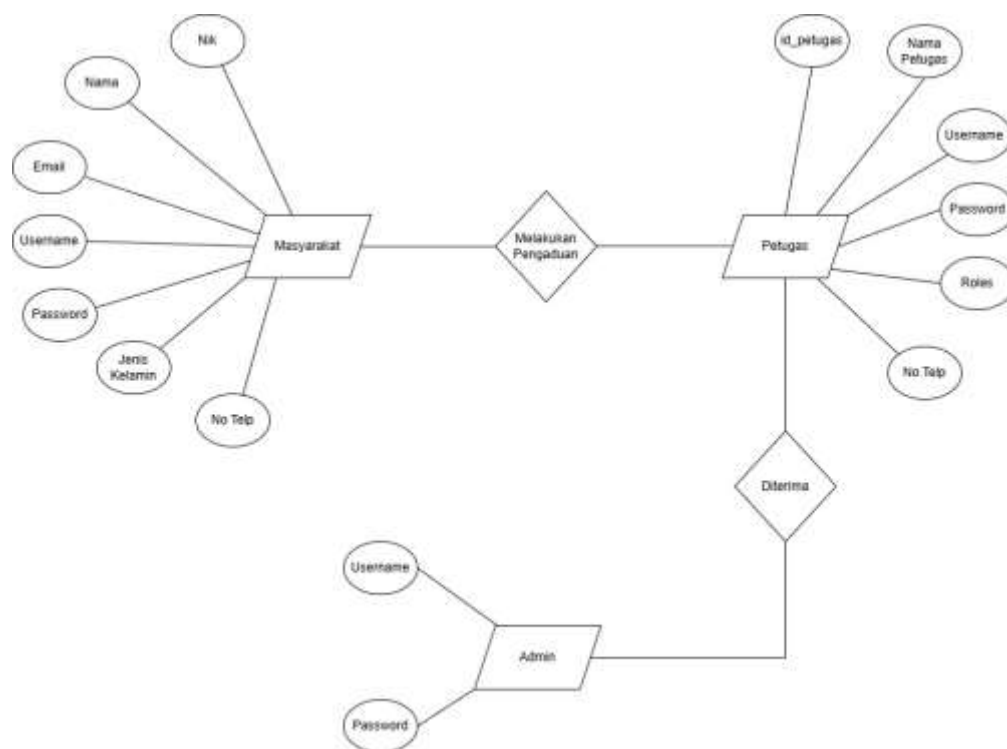 Nik
Nama
Email
Username
Password
Jenis
Kelamin
No Telp
Masyarakat
Melakukan
Pengaduan
Petugas
id_petugas
Nama
Petugas
Username
Password
Roles
No Telp
Diterima
Username
Admin
Password